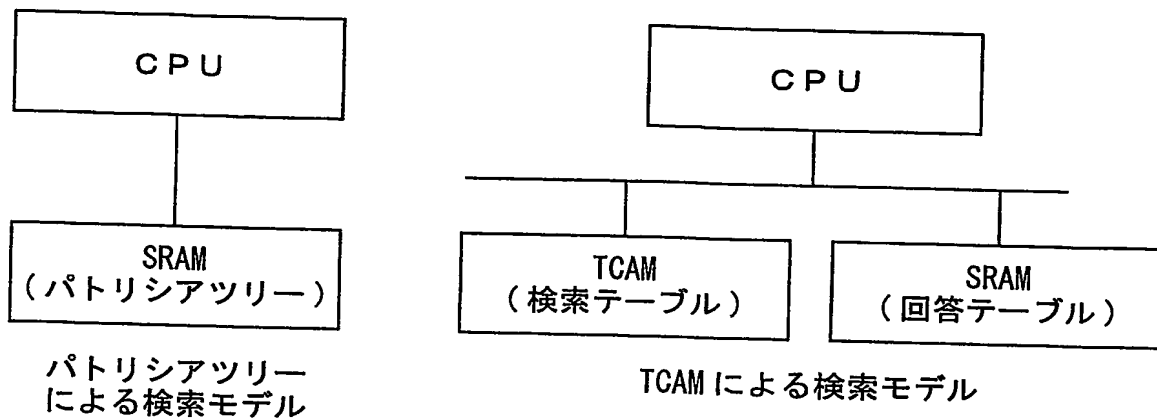 CPU
SRAM
(パトリシアツリー)
パトリシアツリー
による検索モデル
CPU
TCAM
(検索テーブル)
SRAM
(回答テーブル)
TCAMによる検索モデル